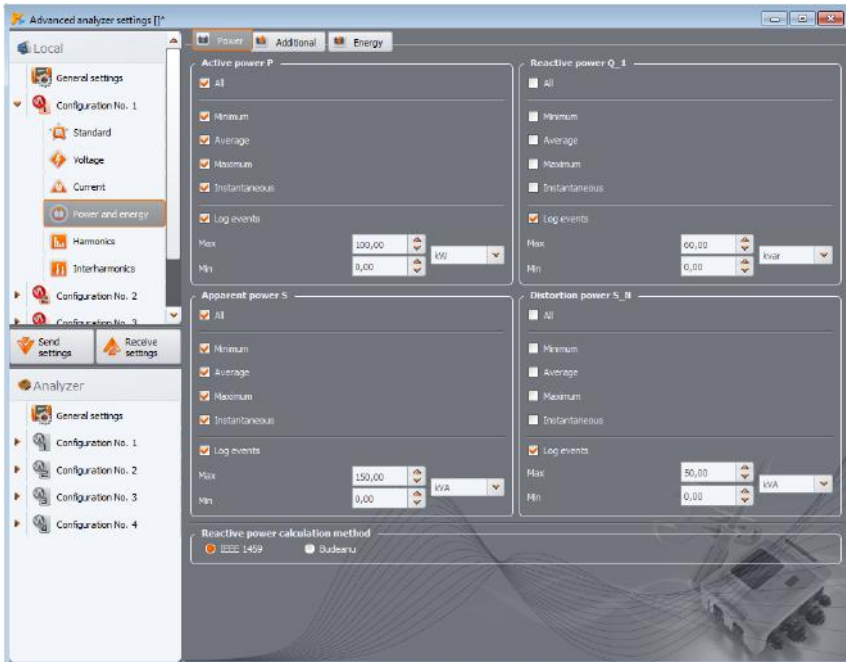 Advanced analyzer settings []*
Local
General settings
Configuration No. 1
Standard
Voltage
Current
Power and energy
Harmonics
Interharmonics
Configuration No. 2
Configuration No. 3
Send settings
Receive settings
Analyzer
General settings
Configuration No. 1
Configuration No. 2
Configuration No. 3
Configuration No. 4
Power Additional Energy
Active power P
All
Minimum
Average
Maximum
Instantaneous
Log events
Max 100,00
kW
Min 0,00
Reactive power Q_1
All
Minimum
Average
Maximum
Instantaneous
Log events
Max 60,00
kvar
Min 0,00
Apparent power S
All
Minimum
Average
Maximum
Instantaneous
Log events
Max 150,00
kVA
Min 0,00
Distortion power S_N
All
Minimum
Average
Maximum
Instantaneous
Log events
Max 50,00
kVA
Min 0,00
Reactive power calculation method
IEEE 1459 Budeanu